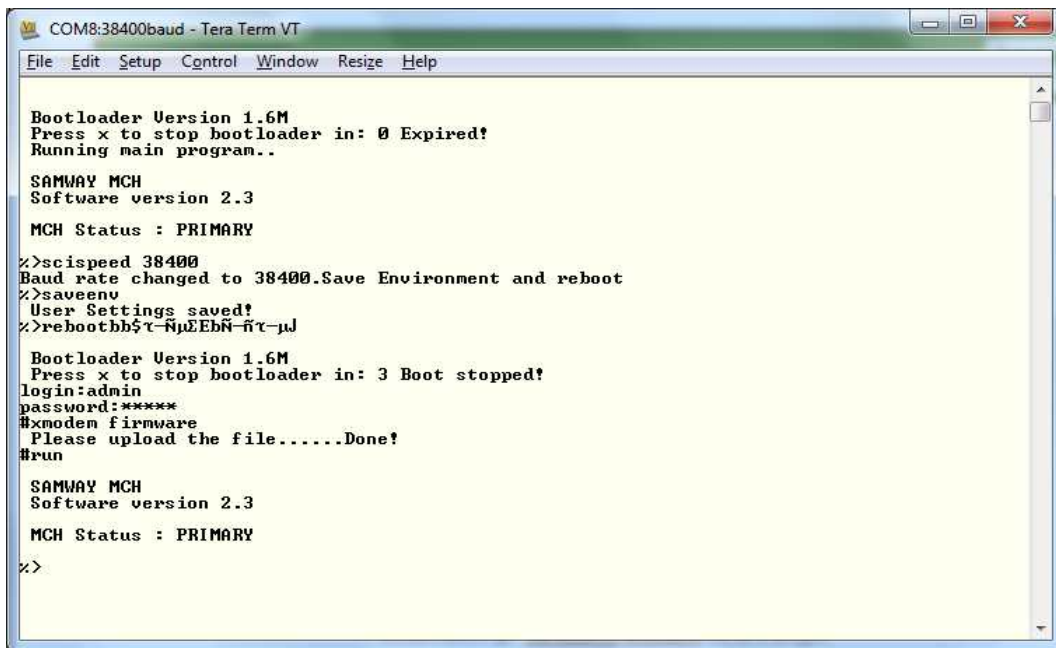 COM8:38400baud - Tera Term VT
File Edit Setup Control Window Resize Help
Bootloader Version 1.6M
Press x to stop bootloader in: 0 Expired!
Running main program..
SAMWAY MCH
Software version 2.3
MCH Status : PRIMARY
%>scispeed 38400
Baud rate changed to 38400.Save Environment and reboot
%>saveenv
User Settings saved!
%>rebootbb$τ─ÑµΣEbÑ─ñτ─µJ
Bootloader Version 1.6M
Press x to stop bootloader in: 3 Boot stopped!
login:admin
password:*****
#xmodem firmware
Please upload the file......Done!
#run
SAMWAY MCH
Software version 2.3
MCH Status : PRIMARY
%>